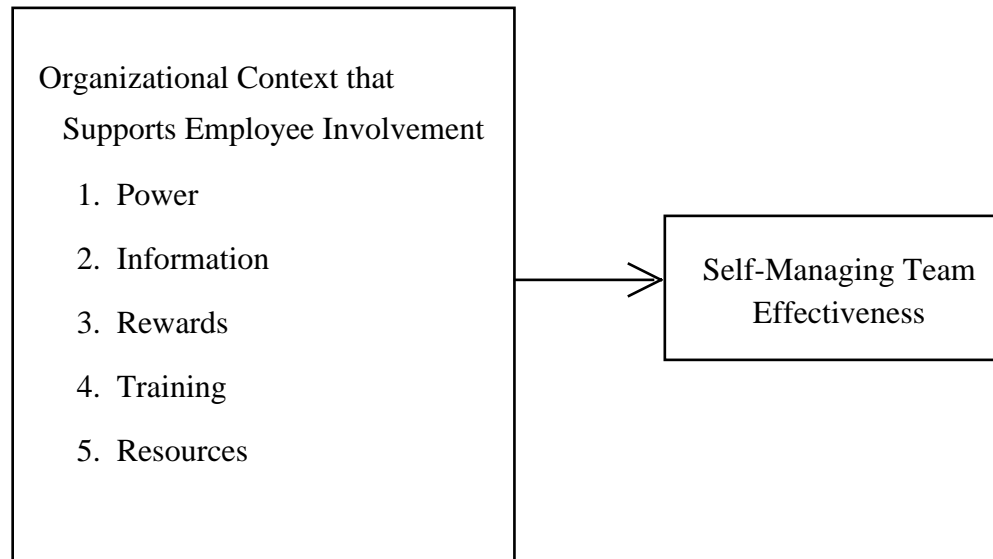 Organizational Context that
Supports Employee Involvement
1. Power
2. Information
3. Rewards
4. Training
5. Resources
Self-Managing Team
Effectiveness